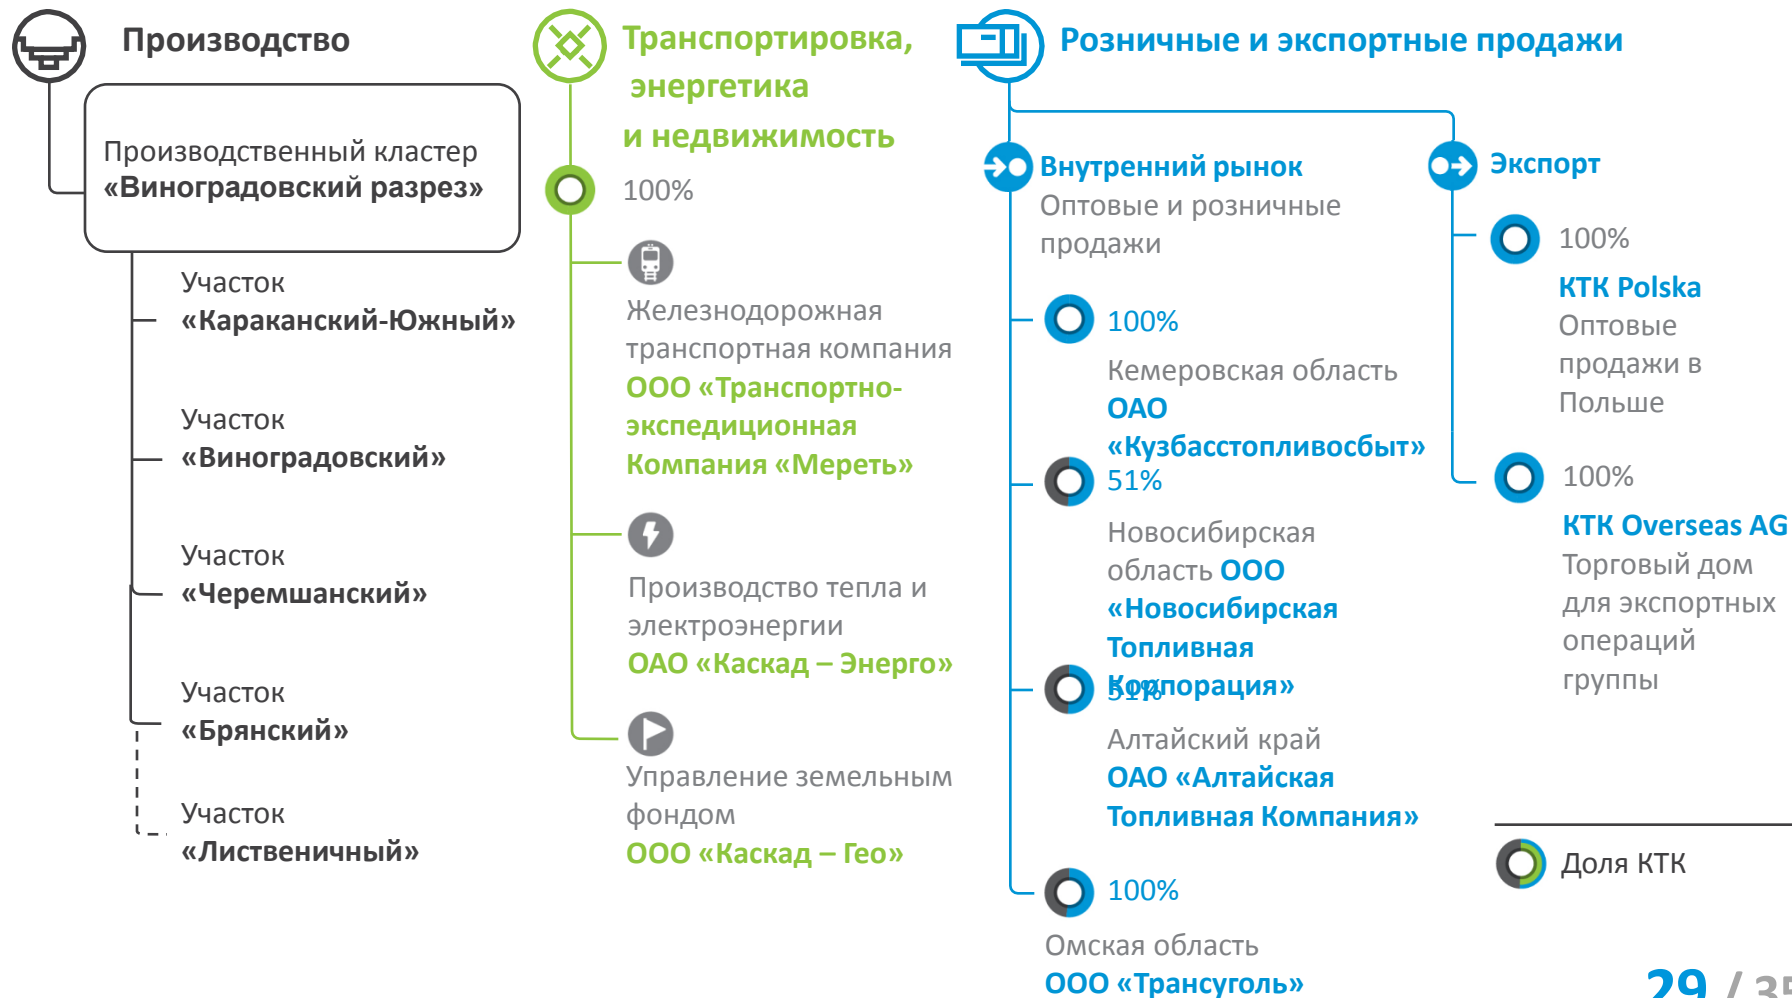 Производство
Производственный кластер
«Виноградовский разрез»
Участок
«Караканский-Южный»
Участок
«Виноградовский»
Участок
«Черемшанский»
Участок
«Брянский»
Участок
«Лиственичный»
Транспортировка,
энергетика
и недвижимость
100%
Железнодорожная
транспортная компания
ООО «Транспортно-
экспедиционная
Компания «Мереть»
Производство тепла и
электроэнергии
ОАО «Каскад – Энерго»
Управление земельным
фондом
ООО «Каскад – Гео»
Розничные и экспортные продажи
Внутренний рынок
Оптовые и розничные
продажи
100%
Кемеровская область
ОАО
«Кузбасстопливосбыт»
51%
Новосибирская
область ООО
«Новосибирская
Топливная
Корпорация»
51%
Алтайский край
ОАО «Алтайская
Топливная Компания»
100%
Омская область
ООО «Трансуголь»
Экспорт
100%
КТК Polska
Оптовые
продажи в
Польше
100%
КТК Overseas AG
Торговый дом
для экспортных
операций
группы
Доля КТК
29 / 35